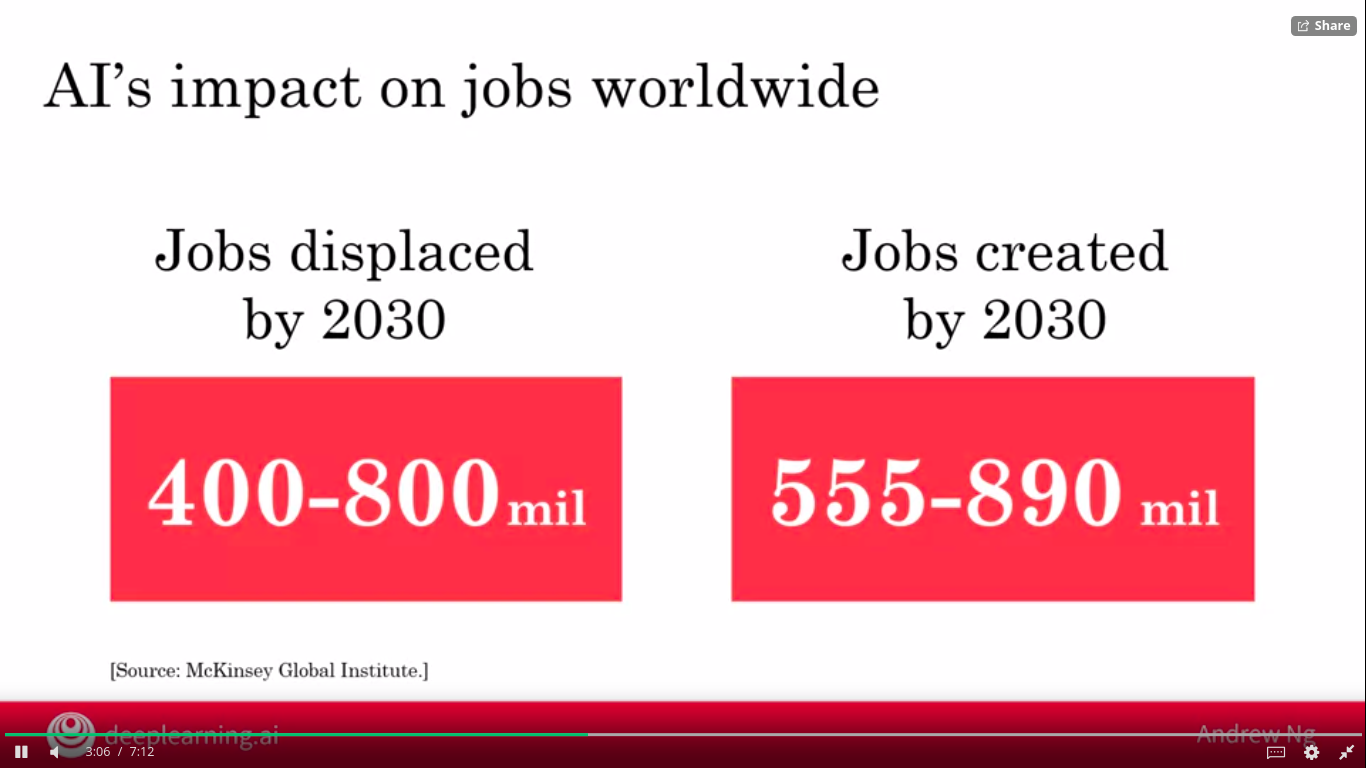 Share
AI’s impact on jobs worldwide
Jobs displaced
by 2030
Jobs created
by 2030
400-800 mil
555-890 mil
[Source: McKinsey Global Institute.]
deeplearning.ai
Andrew Ng
3:06 / 7:12